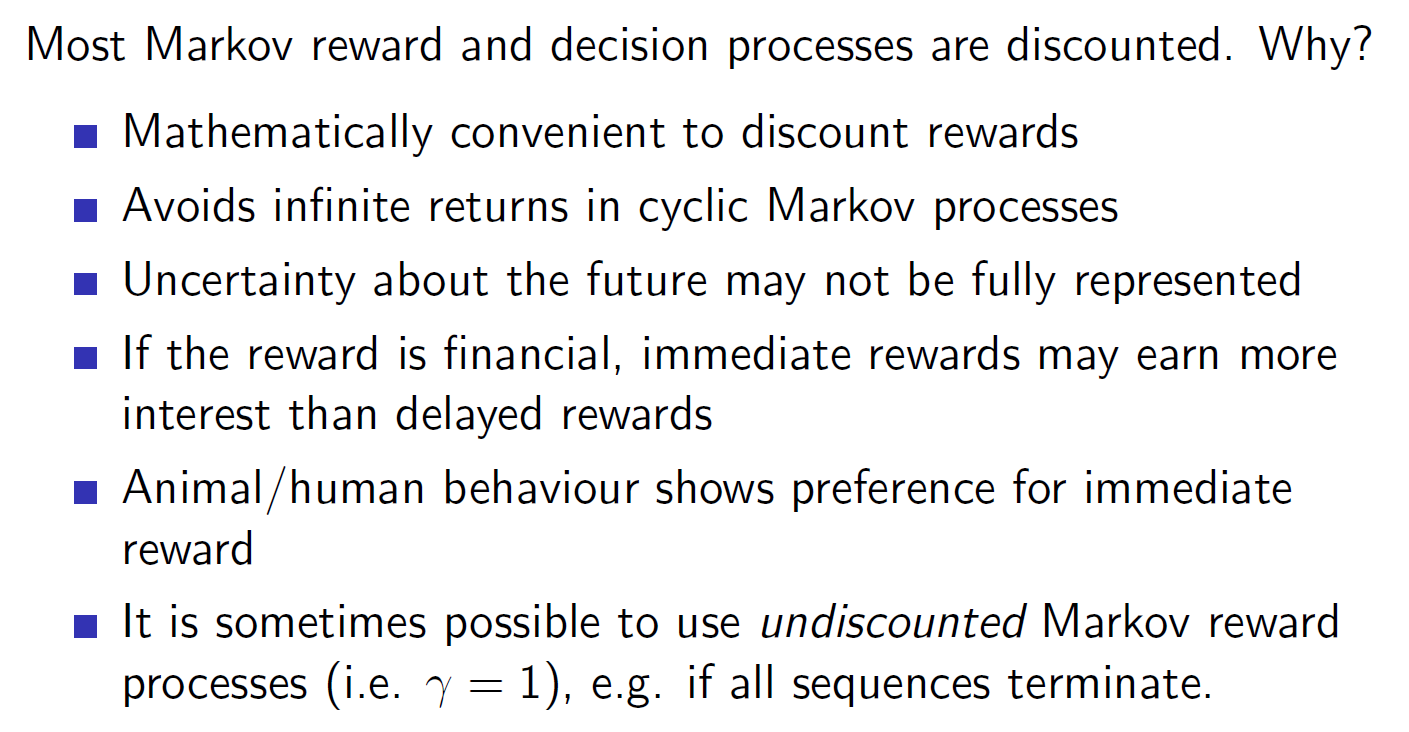 Most Markov reward and decision processes are discounted. Why?
Mathematically convenient to discount rewards
Avoids infinite returns in cyclic Markov processes
Uncertainty about the future may not be fully represented
If the reward is financial, immediate rewards may earn more
interest than delayed rewards
Animal/human behaviour shows preference for immediate
reward
It is sometimes possible to use undiscounted Markov reward
processes (i.e. γ = 1), e.g. if all sequences terminate.